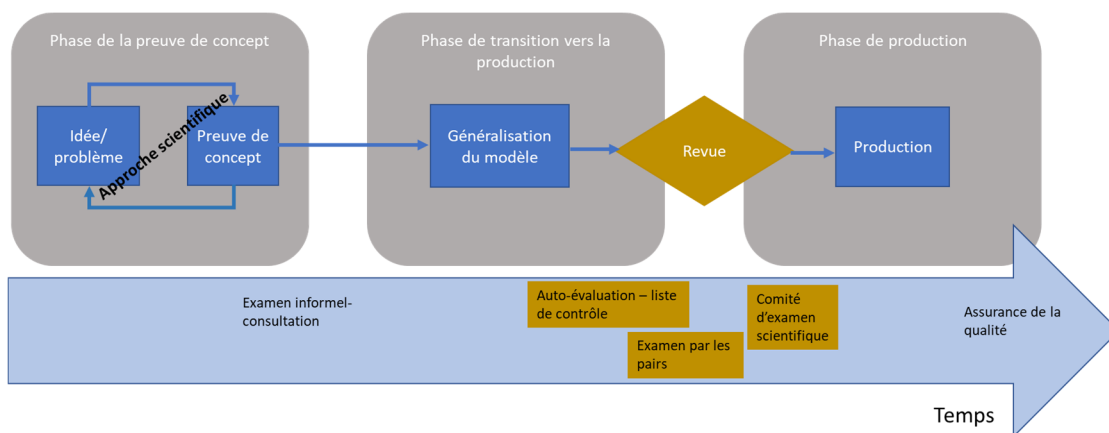 Phase de la preuve de concept
Phase de transition vers la
production
Phase de production
Idée/
problème
Approche scientifique
Preuve de
concept
Généralisation
du modèle
Revue
Production
Examen informel-
consultation
Auto-évaluation – liste
de contrôle
Examen par les
pairs
Comité
d'examen
scientifique
Assurance de la
qualité
Temps